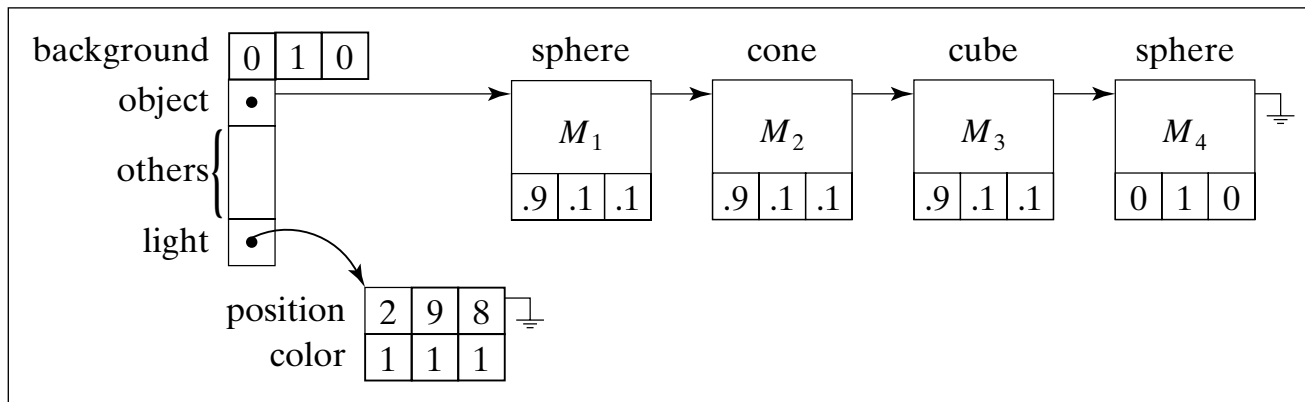 background 0 1 0
sphere cone cube sphere
object
M1 M2 M3 M4
others
.9 .1 .1 .9 .1 .1 .9 .1 .1 0 1 0
light
position 2 9 8
color 1 1 1